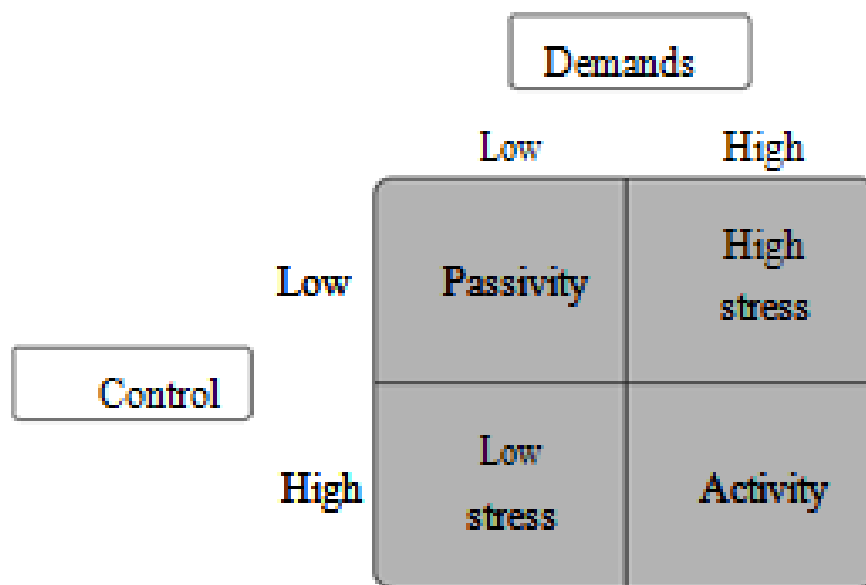 Demands
Low High
High
Low Passivity
stress
Control
Low
High Activity
stress